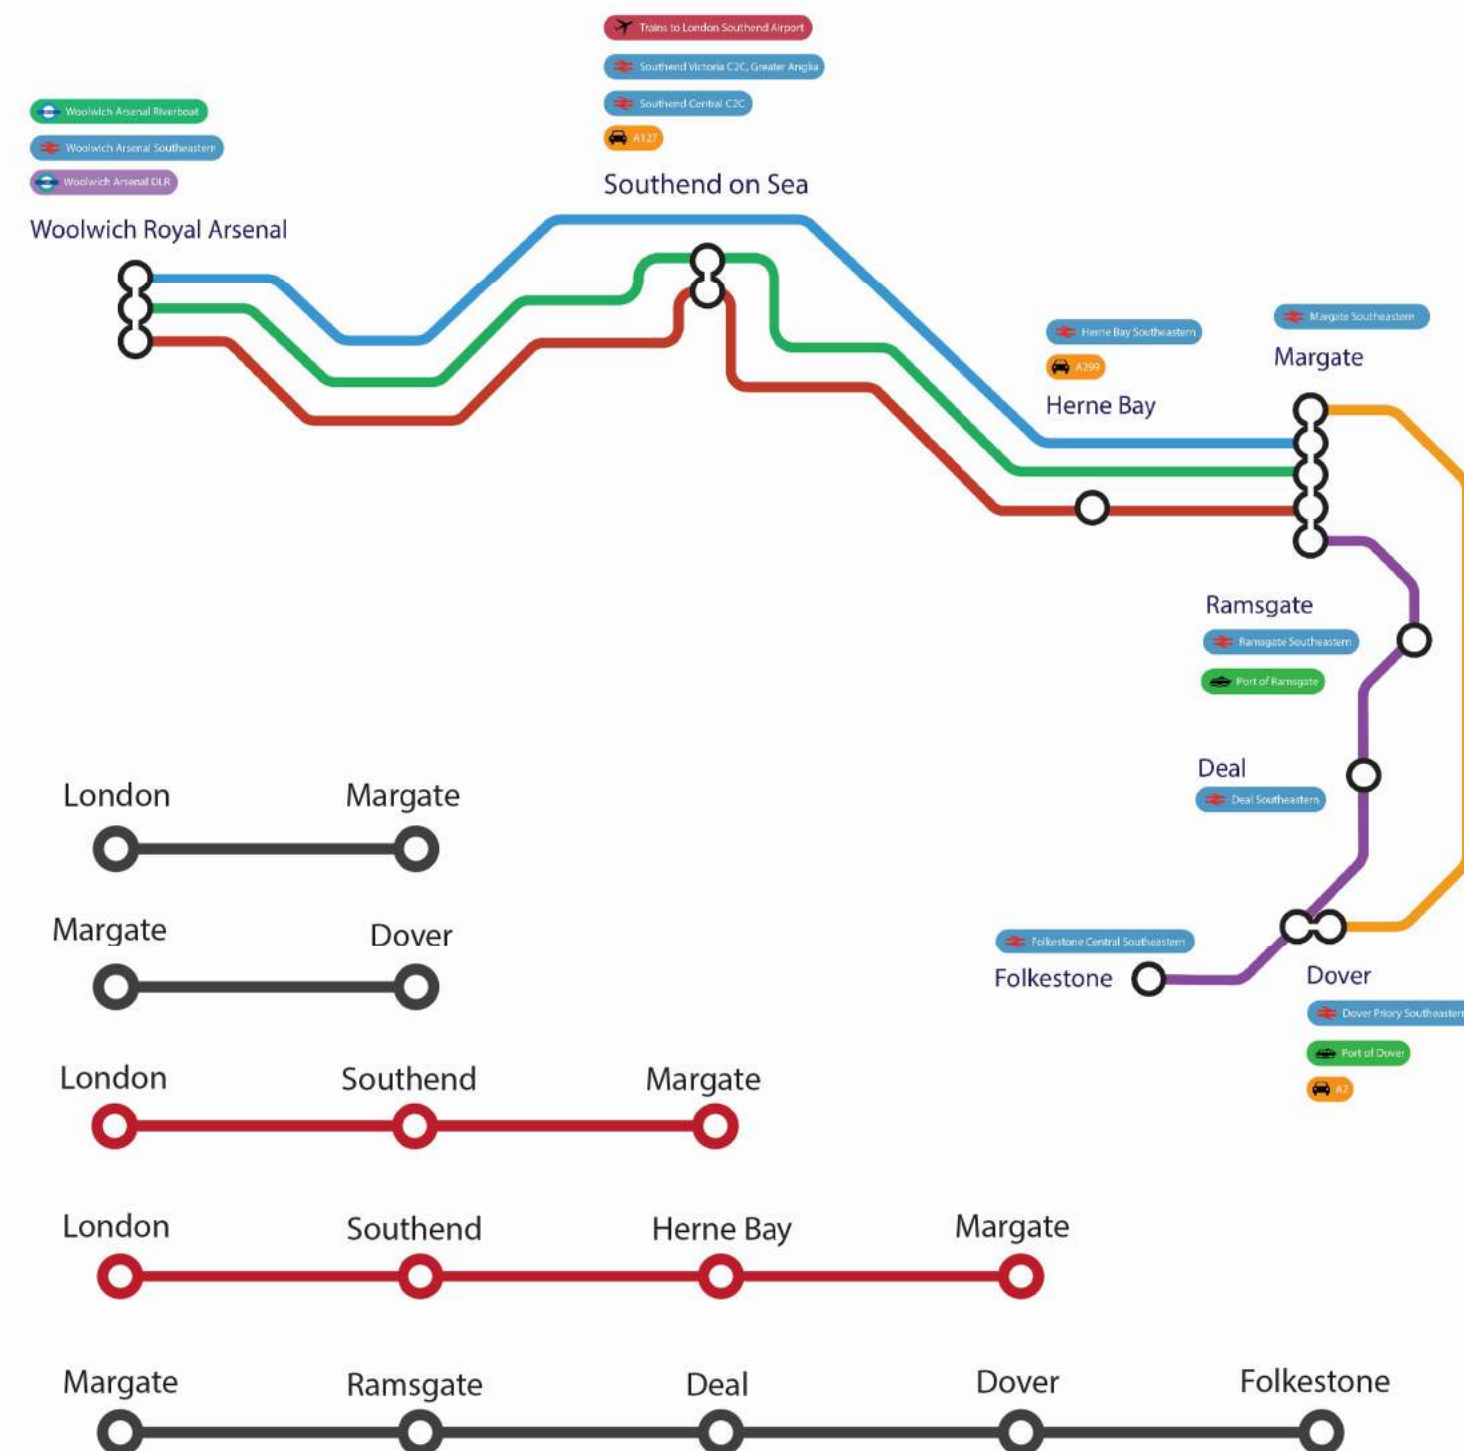 Trains to London Southend Airport
Southend Victoria C2C, Greater Anglia
Southend Central C2C
A127
Southend on Sea
Woolwich Arsenal Riverboat
Woolwich Arsenal Southeastern
Woolwich Arsenal DLR
Woolwich Royal Arsenal
Herne Bay Southeastern
A299
Herne Bay
Margate Southeastern
Margate
Ramsgate
Ramsgate Southeastern
Port of Ramsgate
Deal
Deal Southeastern
Folkestone Central Southeastern
Folkestone
Dover
Dover Priory Southeastern
Port of Dover
A2
London Margate
Margate Dover
London Southend Margate
London Southend Herne Bay Margate
Margate Ramsgate Deal Dover Folkestone